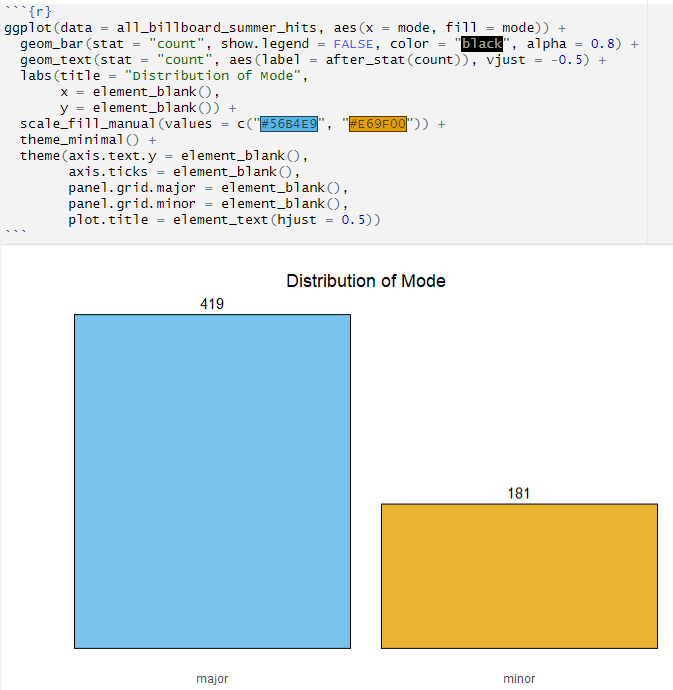 ```{r}
ggplot(data = all_billboard_summer_hits, aes(x = mode, fill = mode)) +
  geom_bar(stat = "count", show.legend = FALSE, color = "black", alpha = 0.8) +
  geom_text(stat = "count", aes(label = after_stat(count)), vjust = -0.5) +
  labs(title = "Distribution of Mode",
       x = element_blank(),
       y = element_blank()) +
  scale_fill_manual(values = c("#56B4E9", "#E69F00")) +
  theme_minimal() +
  theme(axis.text.y = element_blank(),
        axis.ticks = element_blank(),
        panel.grid.major = element_blank(),
        panel.grid.minor = element_blank(),
        plot.title = element_text(hjust = 0.5))
```
Distribution of Mode
419
181
major
minor